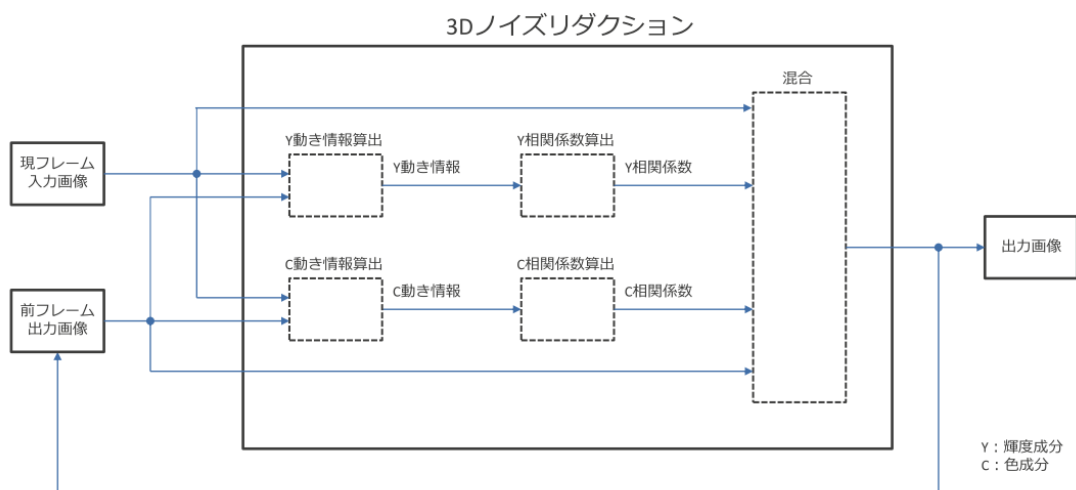 3Dノイズリダクション
混合
Y動き情報算出
Y相関係数算出
現フレーム
入力画像
Y動き情報
Y相関係数
出力画像
C動き情報算出
C相関係数算出
前フレーム
出力画像
C動き情報
C相関係数
Y：輝度成分
C：色成分